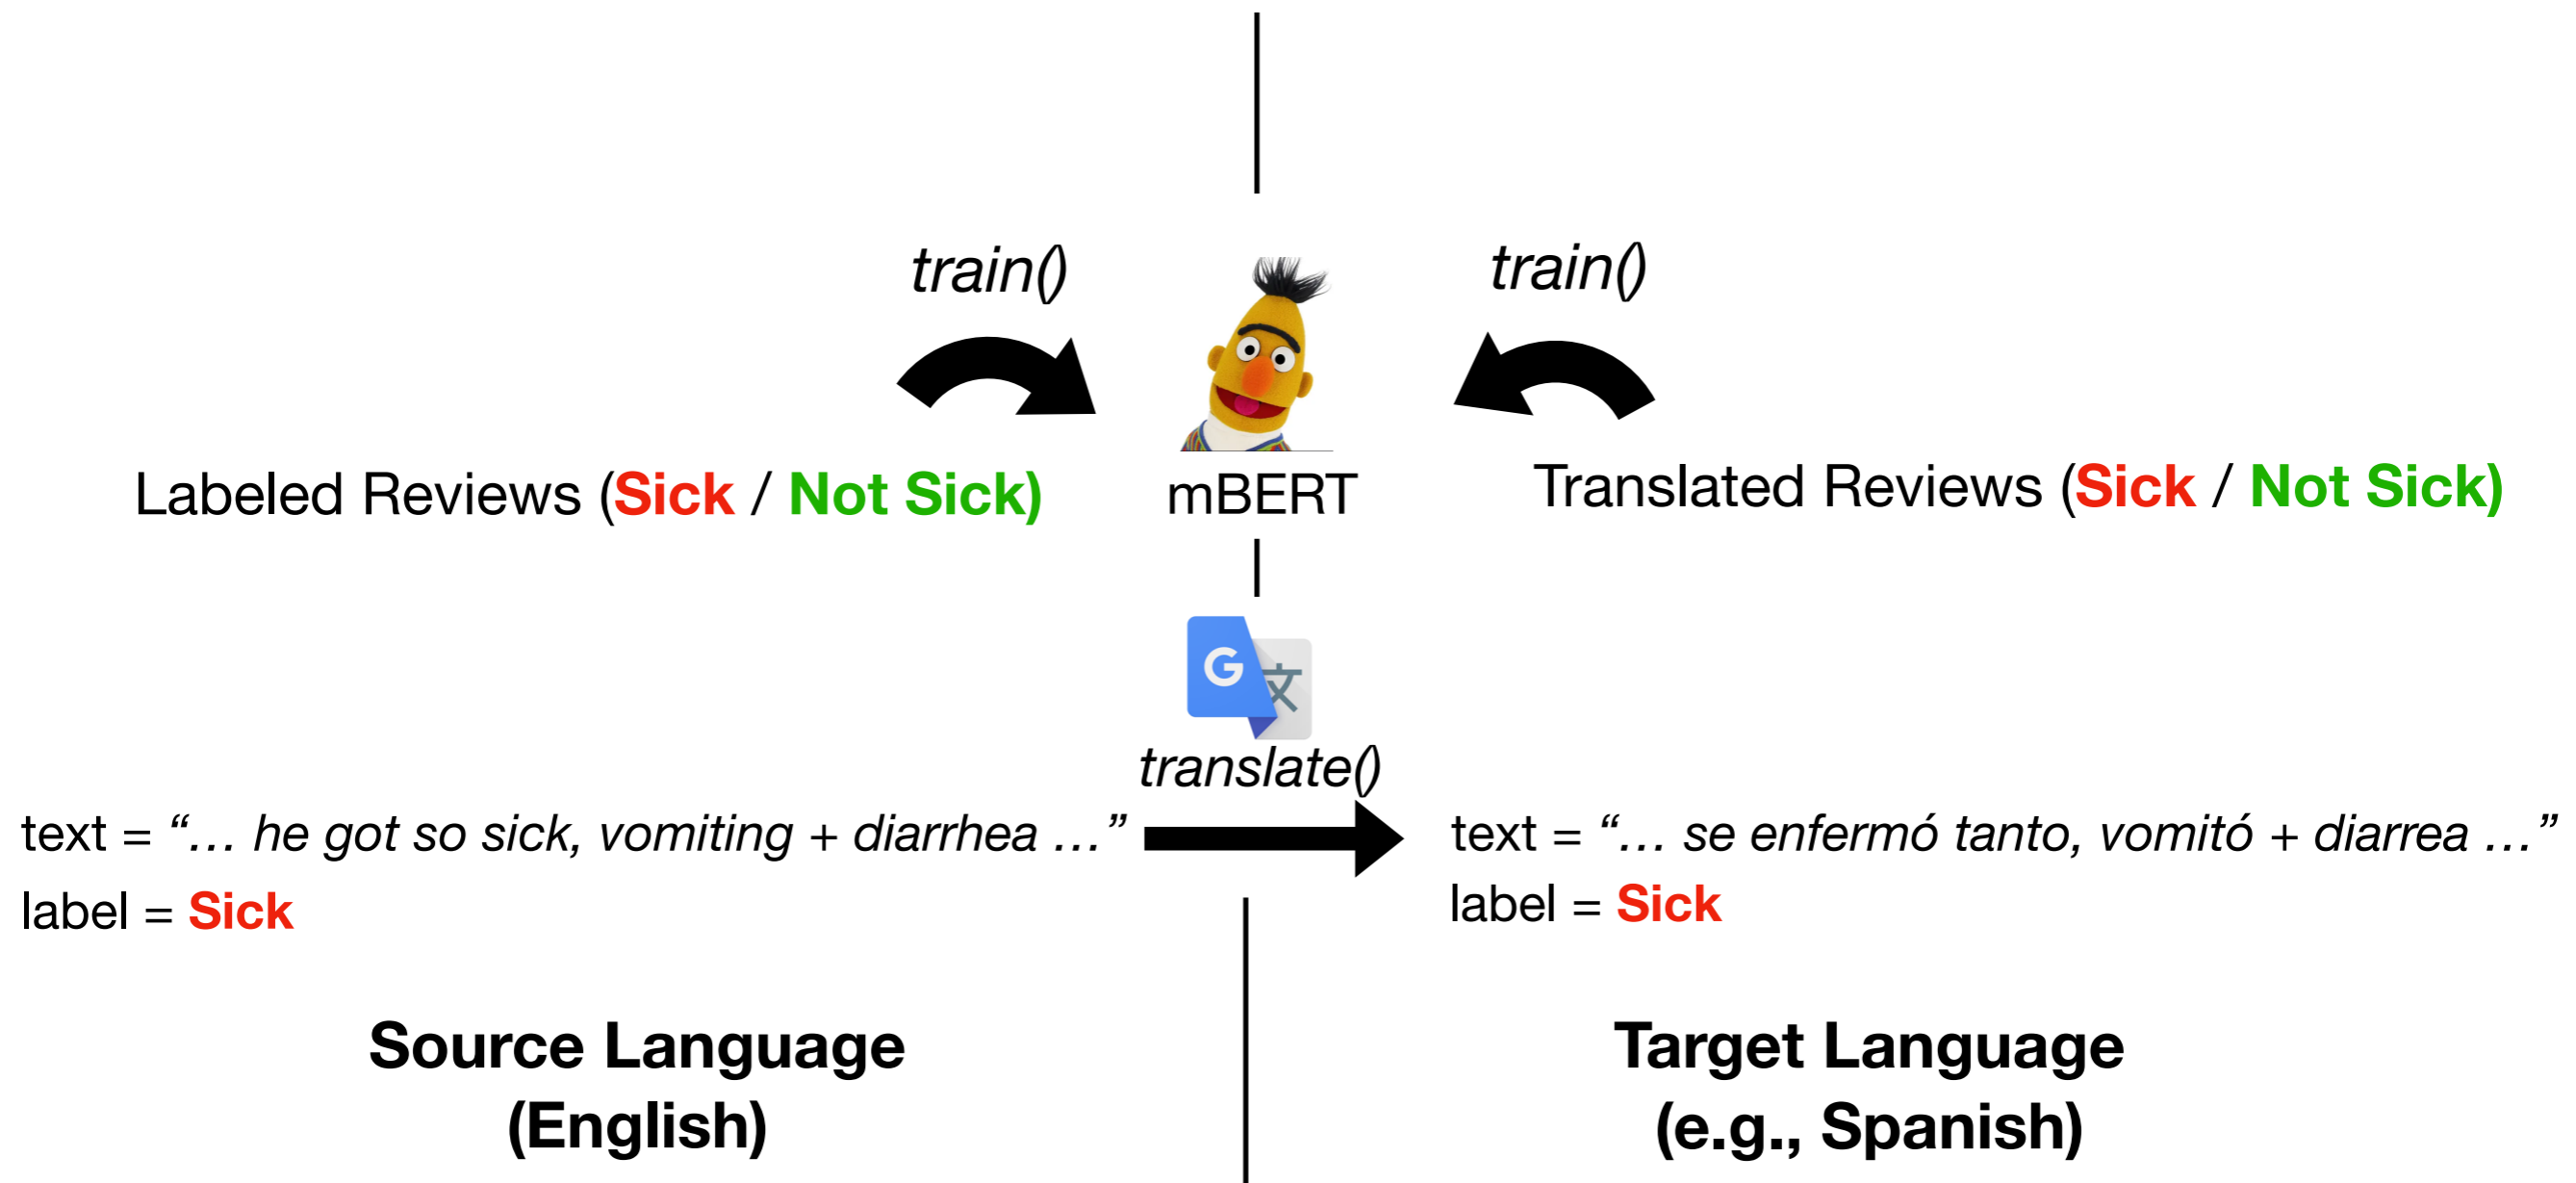 train()
train()
Labeled Reviews (Sick / Not Sick)
mBERT
Translated Reviews (Sick / Not Sick)
G 文
translate()
text = “… he got so sick, vomiting + diarrhea …”
label = Sick
text = “… se enfermó tanto, vomitó + diarrea …”
label = Sick
Source Language
(English)
Target Language
(e.g., Spanish)